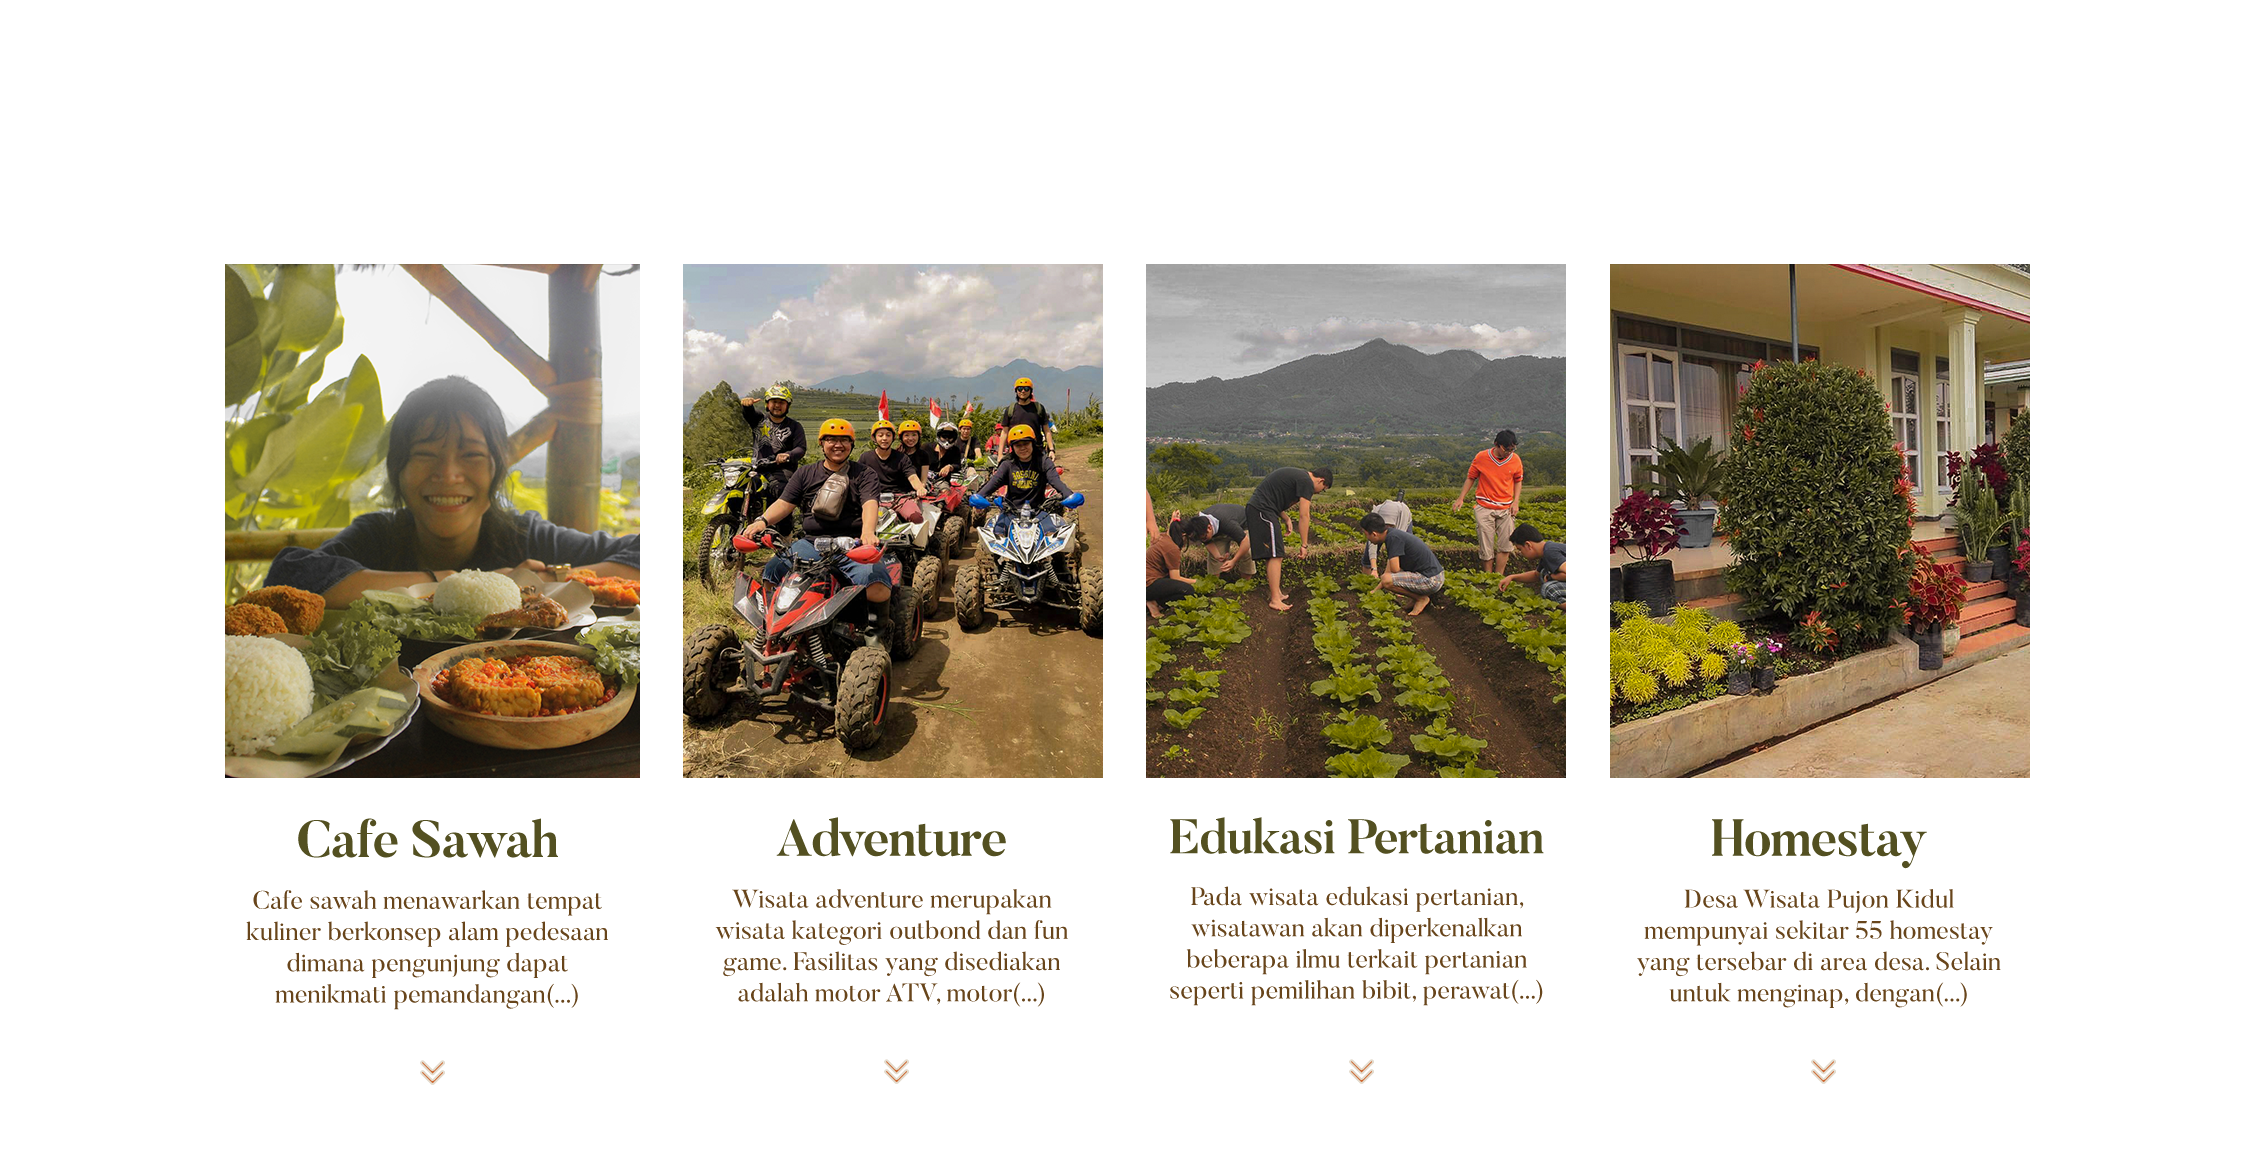 Cafe Sawah
Cafe sawah menawarkan tempat
kuliner berkonsep alam pedesaan
dimana pengunjung dapat
menikmati pemandangan(...)
Adventure
Wisata adventure merupakan
wisata kategori outbond dan fun
game. Fasilitas yang disediakan
adalah motor ATV, motor(...)
Edukasi Pertanian
Pada wisata edukasi pertanian,
wisatawan akan diperkenalkan
beberapa ilmu terkait pertanian
seperti pemilihan bibit, perawat(...)
Homestay
Desa Wisata Pujon Kidul
mempunyai sekitar 55 homestay
yang tersebar di area desa. Selain
untuk menginap, dengan(...)